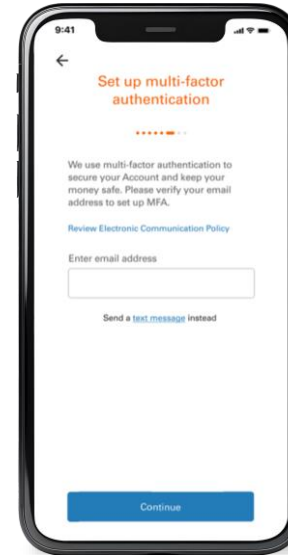 9:41
Set up multi-factor
authentication
We use multi-factor authentication to
secure your Account and keep your
money safe. Please verify your email
address to set up MFA.
Review Electronic Communication Policy
Enter email address
Send a text message instead
Continue